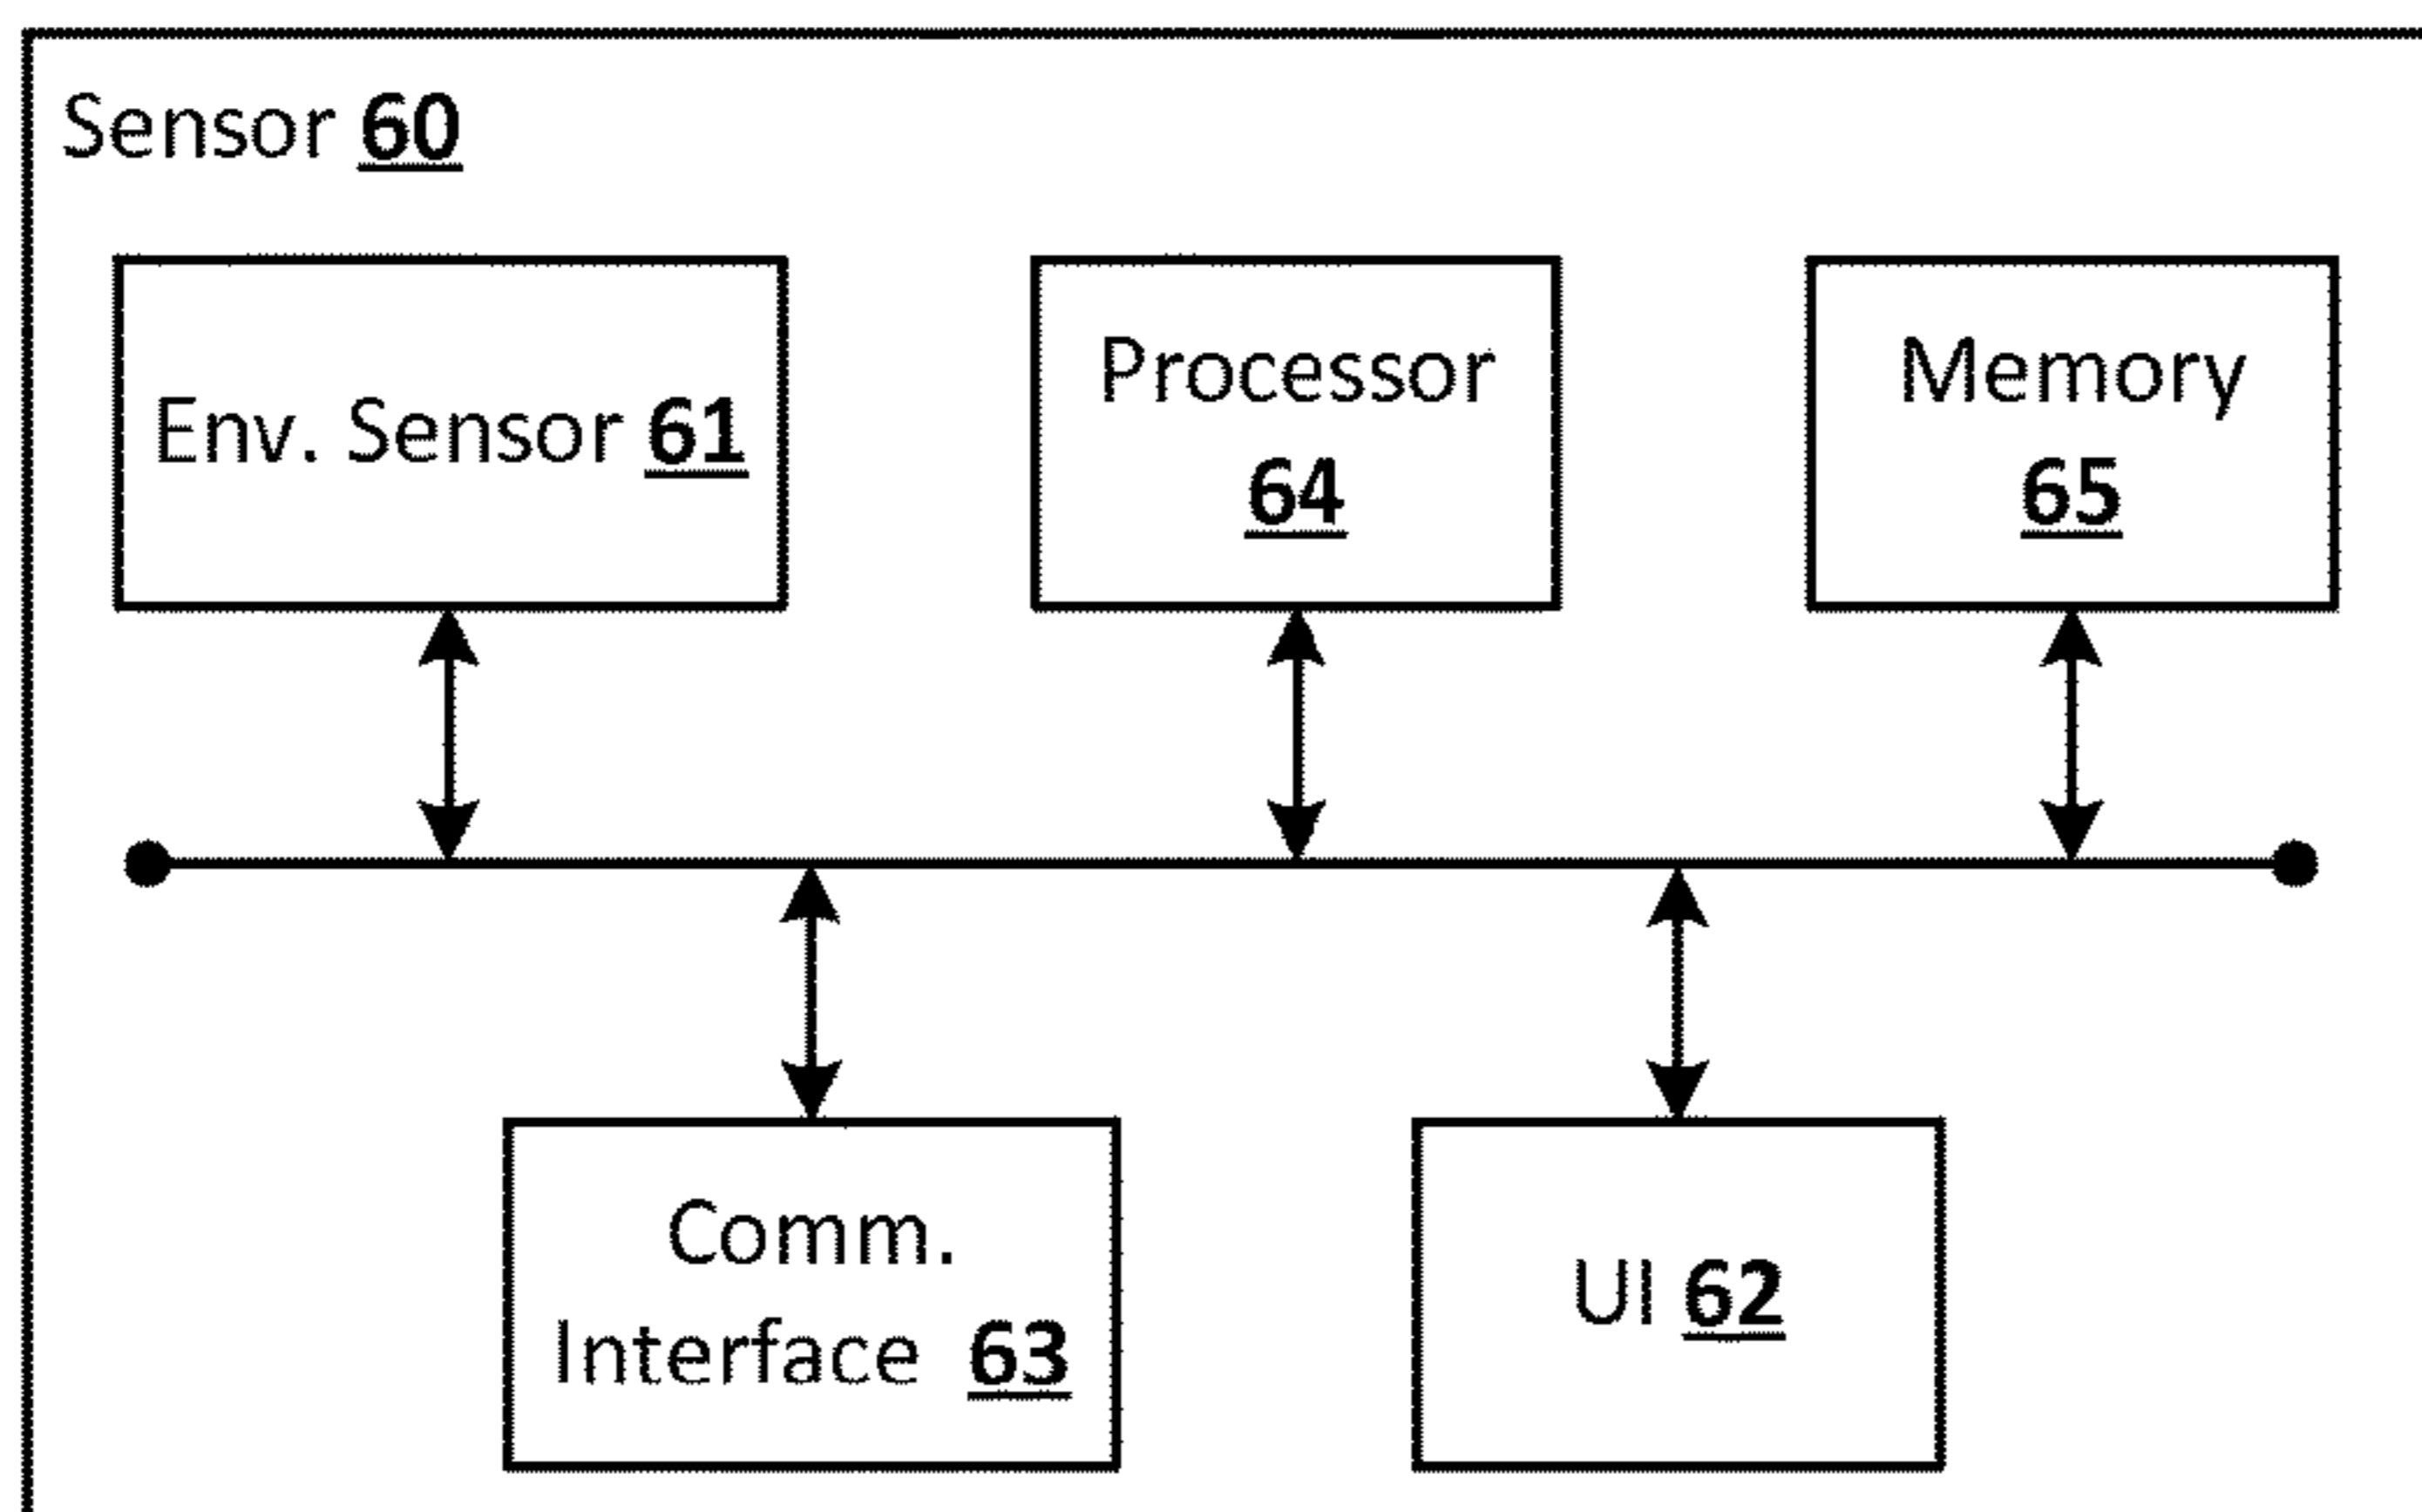 Sensor 60
Env. Sensor 61
Processor
64
Memory
65
Comm.
Interface 63
UI 62